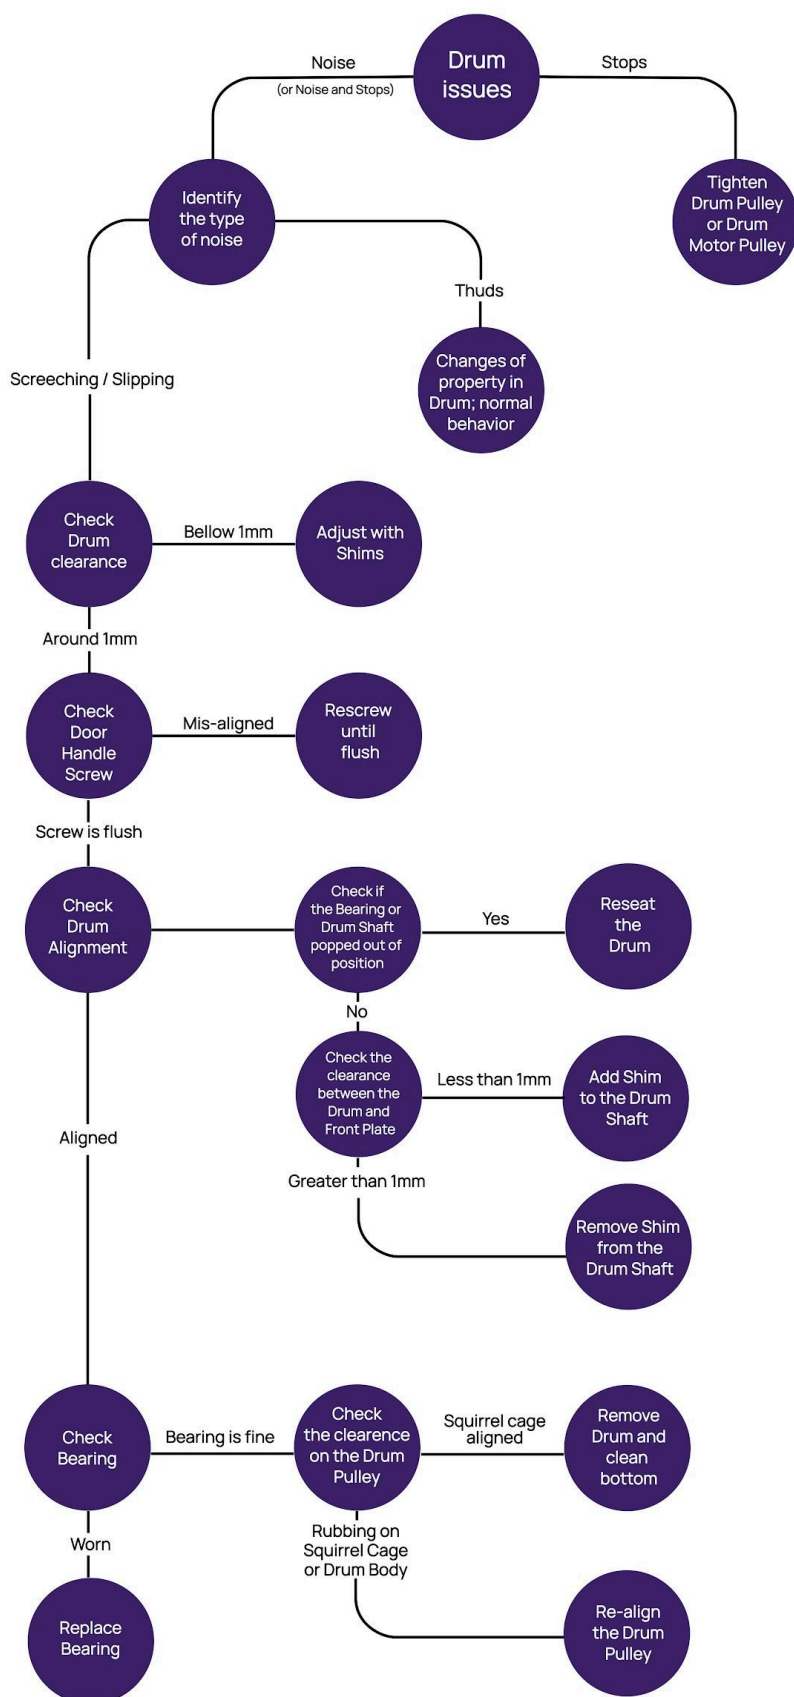 Drum
issues
Noise
(or Noise and Stops)
Stops
Identify
the type
of noise
Tighten
Drum Pulley
or Drum
Motor Pulley
Thuds
Changes of
property in
Drum; normal
behavior
Screeching / Slipping
Check
Drum
clearance
Bellow 1mm
Adjust with
Shims
Around 1mm
Check
Door
Handle
Screw
Mis-aligned
Rescrew
until
flush
Screw is flush
Check
Drum
Alignment
Check if
the Bearing or
Drum Shaft
popped out of
position
Yes
Reseat
the
Drum
No
Check the
clearance
between the
Drum and
Front Plate
Less than 1mm
Add Shim
to the Drum
Shaft
Aligned
Greater than 1mm
Remove Shim
from the
Drum Shaft
Check
Bearing
Bearing is fine
Check
the clearence
on the Drum
Pulley
Squirrel cage
aligned
Remove
Drum and
clean
bottom
Worn
Rubbing on
Squirrel Cage
or Drum Body
Replace
Bearing
Re-align
the Drum
Pulley